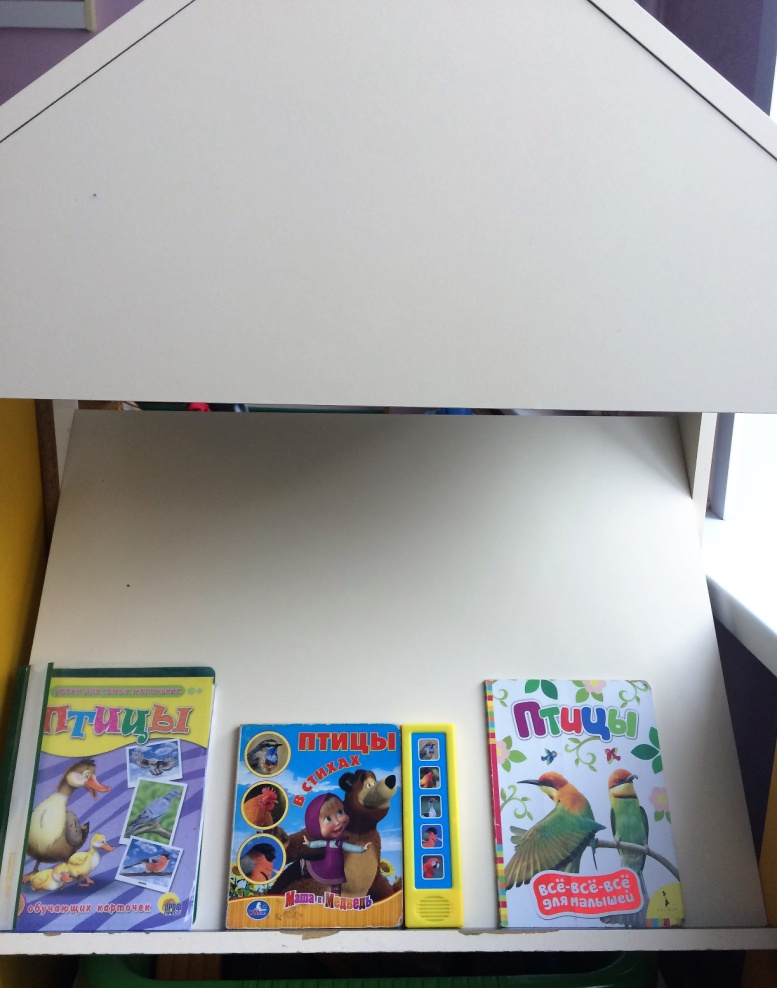 ПТИЦЫ
обучающих карточек
ПТИЦЫ
В СТИХАХ
Маша и Медведь
Птицы
ВСЁ-ВСЁ-ВСЁ
ДЛЯ МАЛЫШЕЙ